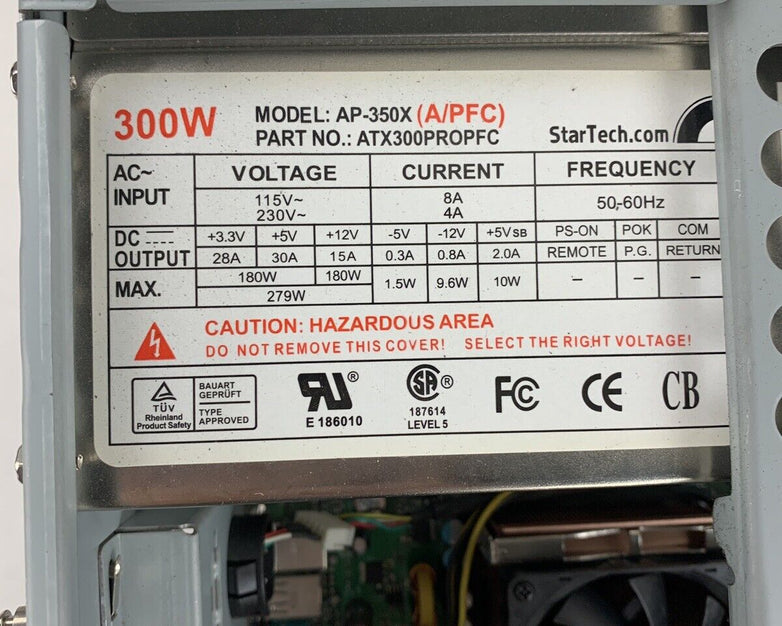 300W MODEL: AP-350X (A/PFC)
PART NO.: ATX300PROPFC StarTech.com
AC~ INPUT VOLTAGE CURRENT FREQUENCY
115V~ 8A 50,-60Hz
230V~ 4A
DC OUTPUT +3.3V +5V +12V -5V -12V +5VSB PS-ON POK COM
28A 30A 15A 0.3A 0.8A 2.0A REMOTE P.G. RETURN
MAX. 180W 180W 1.5W 9.6W 10W – – –
279W
CAUTION: HAZARDOUS AREA
DO NOT REMOVE THIS COVER! SELECT THE RIGHT VOLTAGE!
TÜV
Rheinland
Product Safety
BAUART
GEPRÜFT
TYPE
APPROVED
RU ®
E 186010
SA ®
187614
LEVEL 5
FC
CE
CB